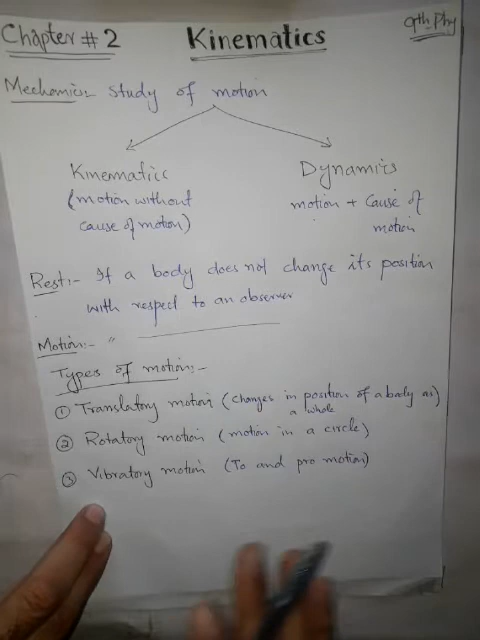 Chapter # 2 Kinematics 9th Phy
Mechanics:- Study of motion
Kinematics Dynamics
(motion without motion + Cause of
cause of motion) motion
Rest:- If a body does not change its position
with respect to an observer
Motion:- "
Types of motion:-
① Translatory motion (changes in position of a body as)
a whole
② Rotatory motion (motion in a circle)
③ Vibratory motion (To and pro motion)